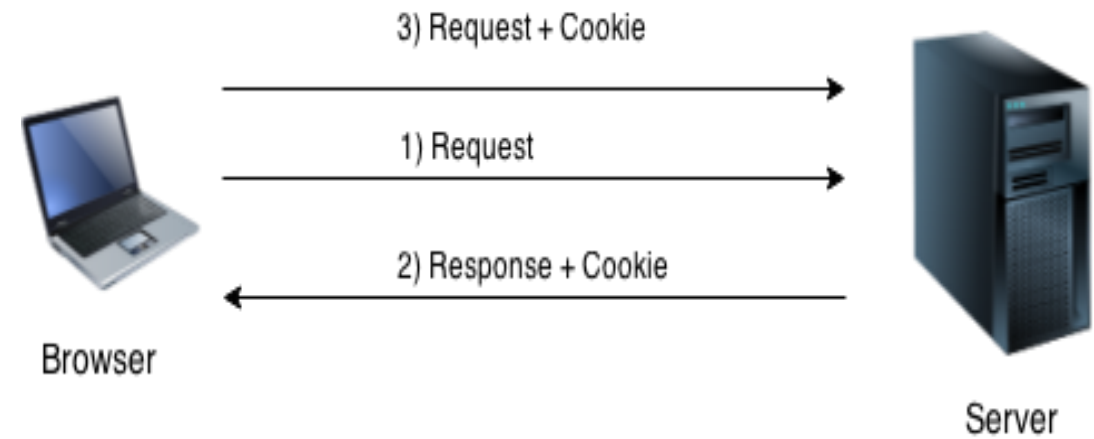 3) Request + Cookie
1) Request
2) Response + Cookie
Browser
Server